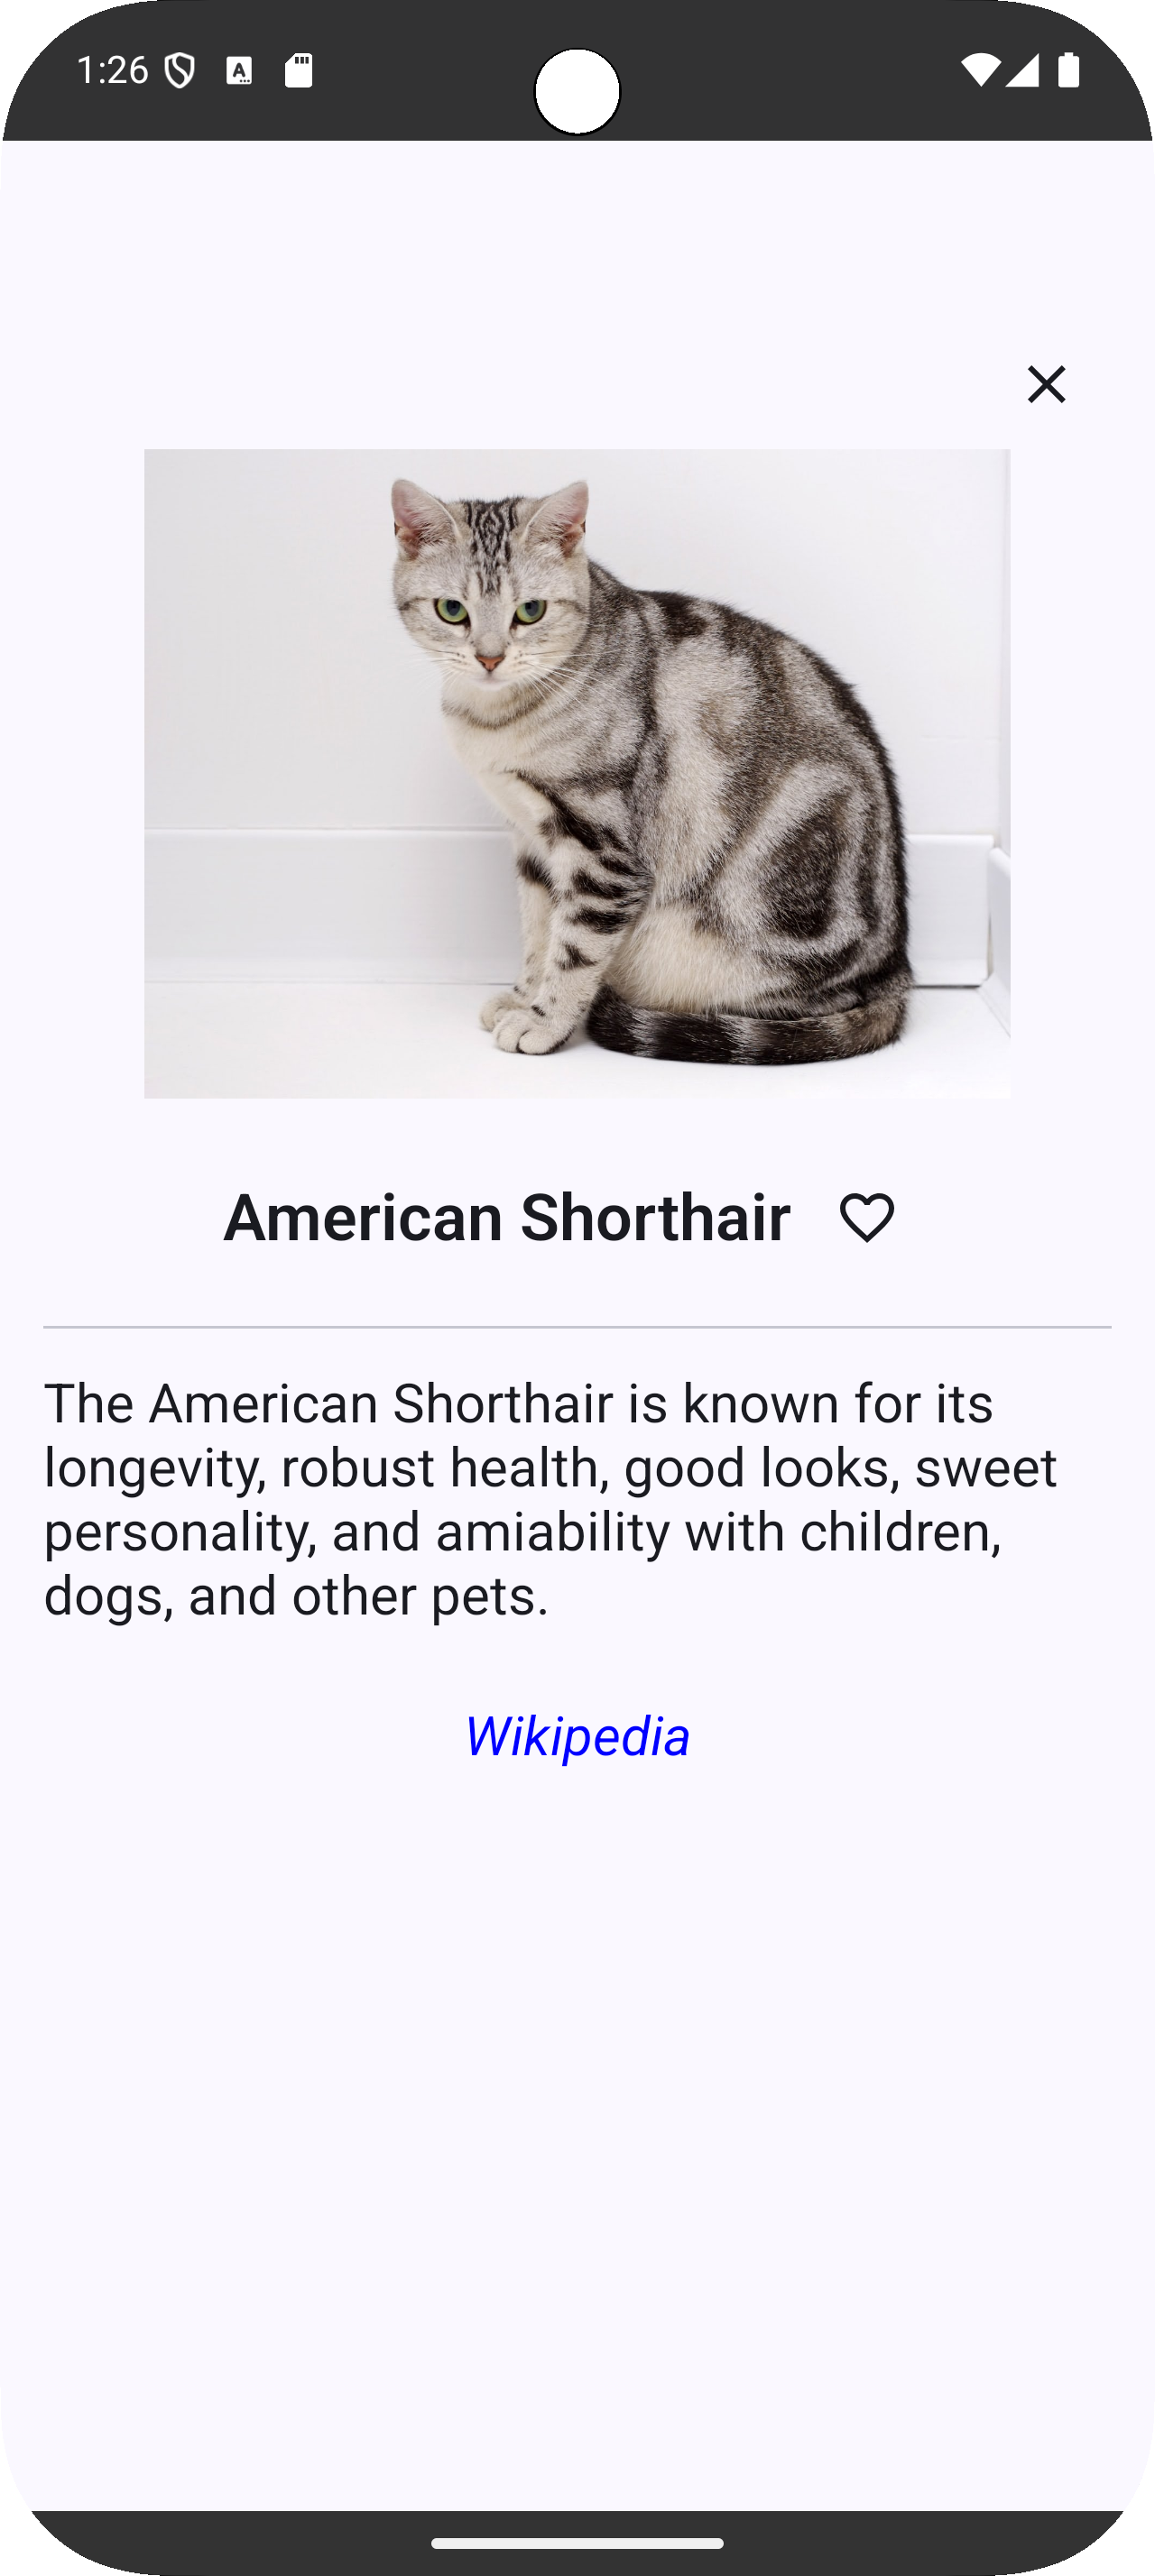 1:26
American Shorthair
The American Shorthair is known for its
longevity, robust health, good looks, sweet
personality, and amiability with children,
dogs, and other pets.
Wikipedia